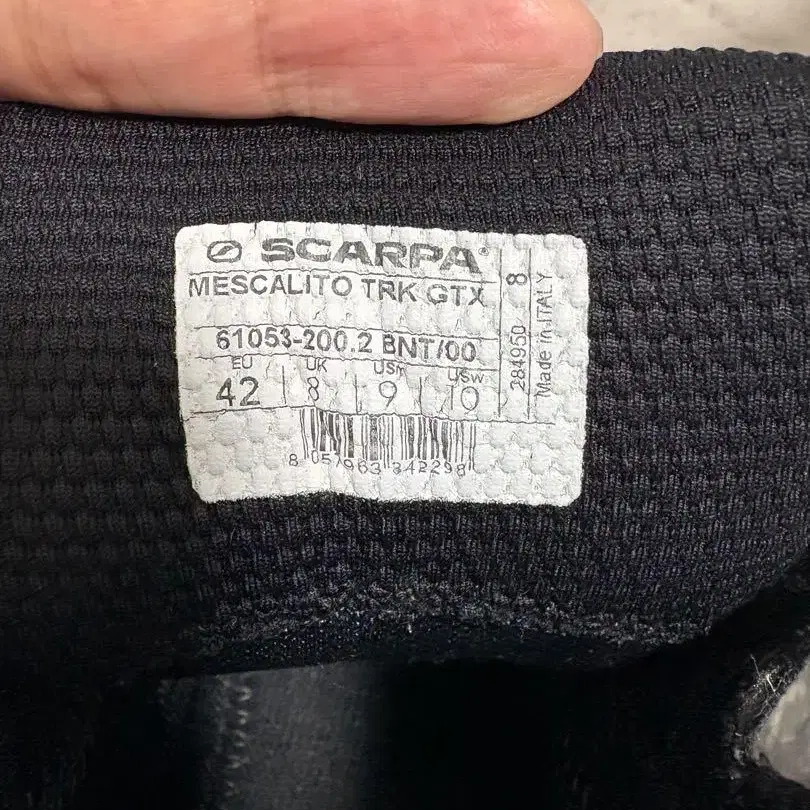 SCARPA®
MESCALITO TRK GTX
61053-200.2 BNT/00
EU UK USM USW
42 8 9 10
8 057963 342298
284950 8
Made in ITALY